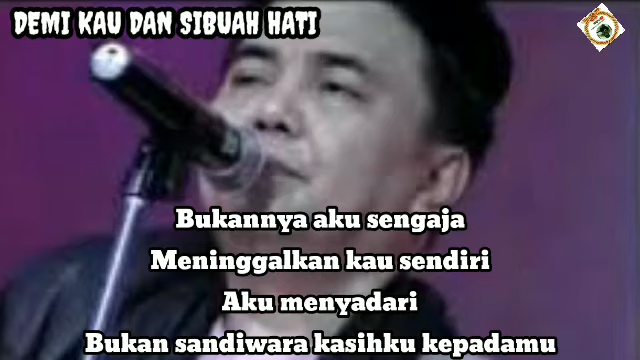 DEMI KAU DAN SIBUAH HATI
Bukannya aku sengaja
Meninggalkan kau sendiri
Aku menyadari
Bukan sandiwara kasihku kepadamu